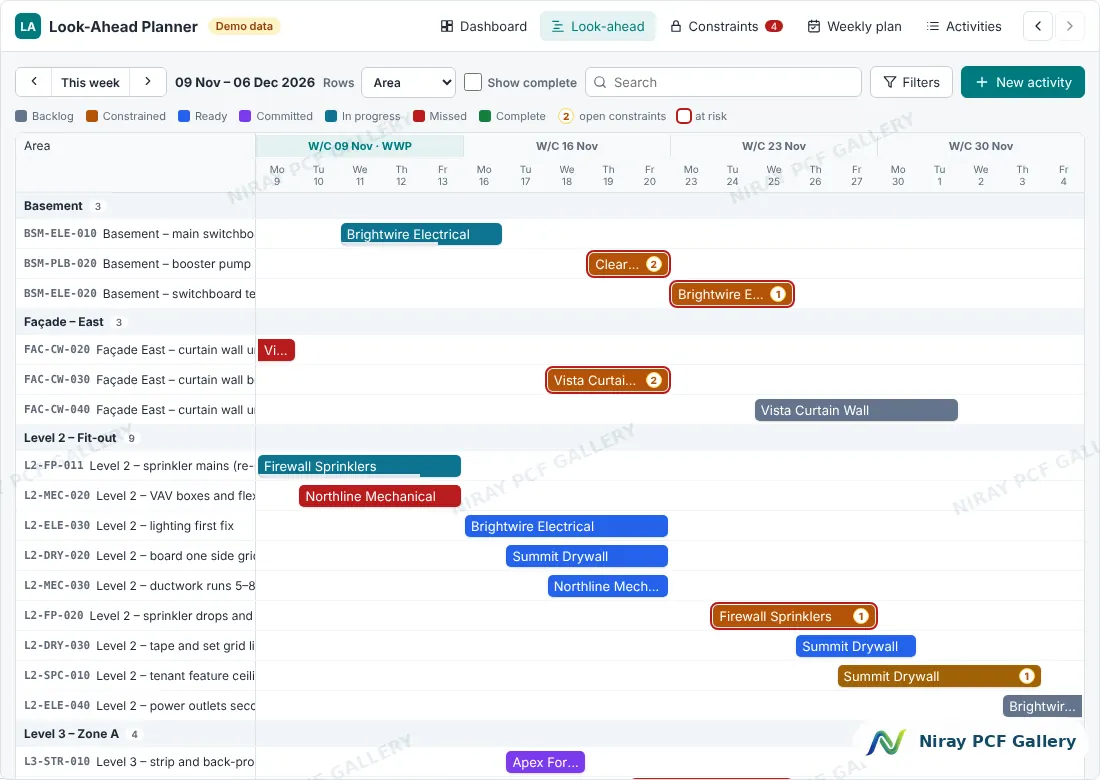 LA Look-Ahead Planner Demo data Dashboard Look-ahead Constraints 4 Weekly plan Activities
This week 09 Nov – 06 Dec 2026 Rows Area Show complete Search Filters New activity
Backlog Constrained Ready Committed In progress Missed Complete 2 open constraints at risk
Area W/C 09 Nov · WWP W/C 16 Nov W/C 23 Nov W/C 30 Nov
Mo Tu We Th Fr Mo Tu We Th Fr Mo Tu We Th Fr Mo Tu We Th Fr
9 10 11 12 13 16 17 18 19 20 23 24 25 26 27 30 1 2 3 4
Basement 3
BSM-ELE-010 Basement – main switchbo Brightwire Electrical
BSM-PLB-020 Basement – booster pump Clear... 2
BSM-ELE-020 Basement – switchboard te Brightwire E... 1
Façade – East 3
FAC-CW-020 Façade East – curtain wall u Vi...
FAC-CW-030 Façade East – curtain wall b Vista Curtai... 2
FAC-CW-040 Façade East – curtain wall u Vista Curtain Wall
Level 2 – Fit-out 9
L2-FP-011 Level 2 – sprinkler mains (re- Firewall Sprinklers
L2-MEC-020 Level 2 – VAV boxes and flex Northline Mechanical
L2-ELE-030 Level 2 – lighting first fix Brightwire Electrical
L2-DRY-020 Level 2 – board one side grid Summit Drywall
L2-MEC-030 Level 2 – ductwork runs 5–8 Northline Mech...
L2-FP-020 Level 2 – sprinkler drops and Firewall Sprinklers 1
L2-DRY-030 Level 2 – tape and set grid li Summit Drywall
L2-SPC-010 Level 2 – tenant feature ceili Summit Drywall 1
L2-ELE-040 Level 2 – power outlets seco Brightwir...
Level 3 – Zone A 4
L3-STR-010 Level 3 – strip and back-pro Apex For...
Niray PCF Gallery
NIRAY PCF GALLERY
NIRAY PCF GALLERY
NIRAY PCF GALLERY